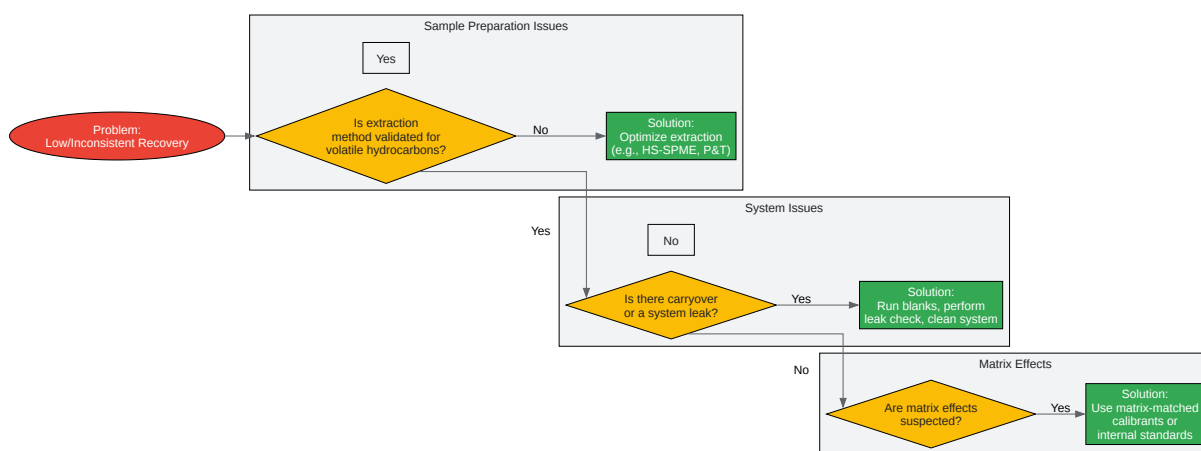 Sample Preparation Issues
Yes
Problem:
Low/Inconsistent Recovery
Is extraction
method validated for
volatile hydrocarbons?
No
Solution:
Optimize extraction
(e.g., HS-SPME, P&T)
Yes
System Issues
No
Is there carryover
or a system leak?
Yes
Solution:
Run blanks, perform
leak check, clean system
No
Matrix Effects
Are matrix effects
suspected?
Yes
Solution:
Use matrix-matched
calibrants or
internal standards